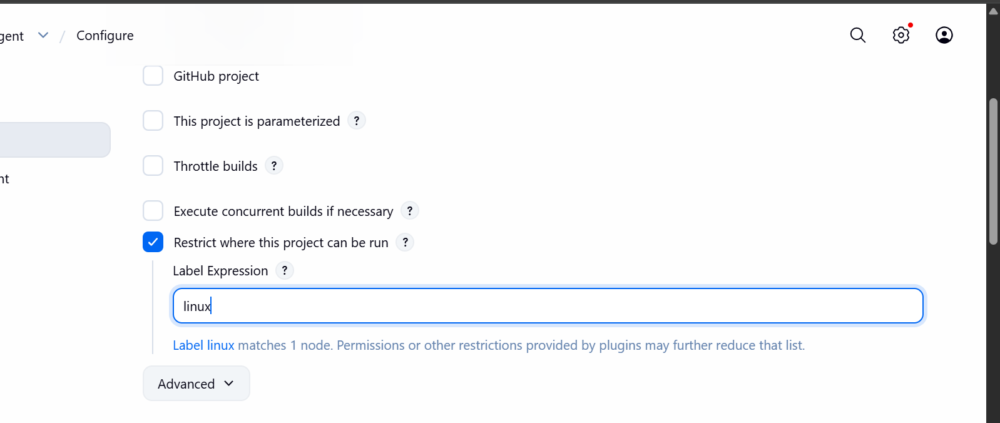 gent / Configure
GitHub project
This project is parameterized ?
Throttle builds ?
nt
Execute concurrent builds if necessary ?
Restrict where this project can be run ?
Label Expression ?
linux
Label linux matches 1 node. Permissions or other restrictions provided by plugins may further reduce that list.
Advanced